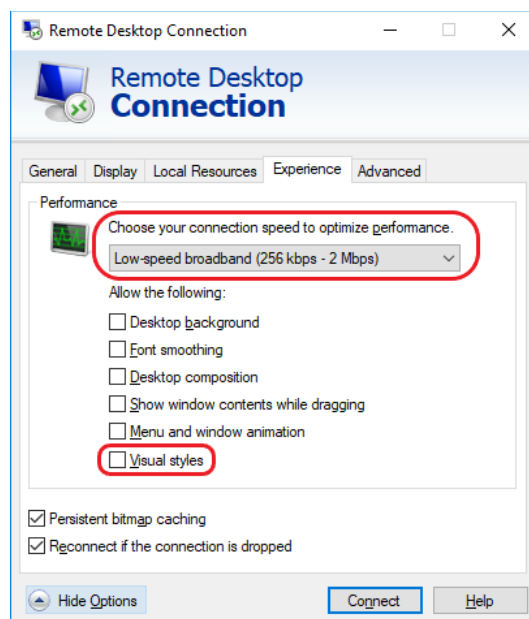 Remote Desktop Connection
Remote Desktop
Connection
General Display Local Resources Experience Advanced
Performance
Choose your connection speed to optimize performance.
Low-speed broadband (256 kbps - 2 Mbps)
Allow the following:
Desktop background
Font smoothing
Desktop composition
Show window contents while dragging
Menu and window animation
Visual styles
Persistent bitmap caching
Reconnect if the connection is dropped
Hide Options Connect Help